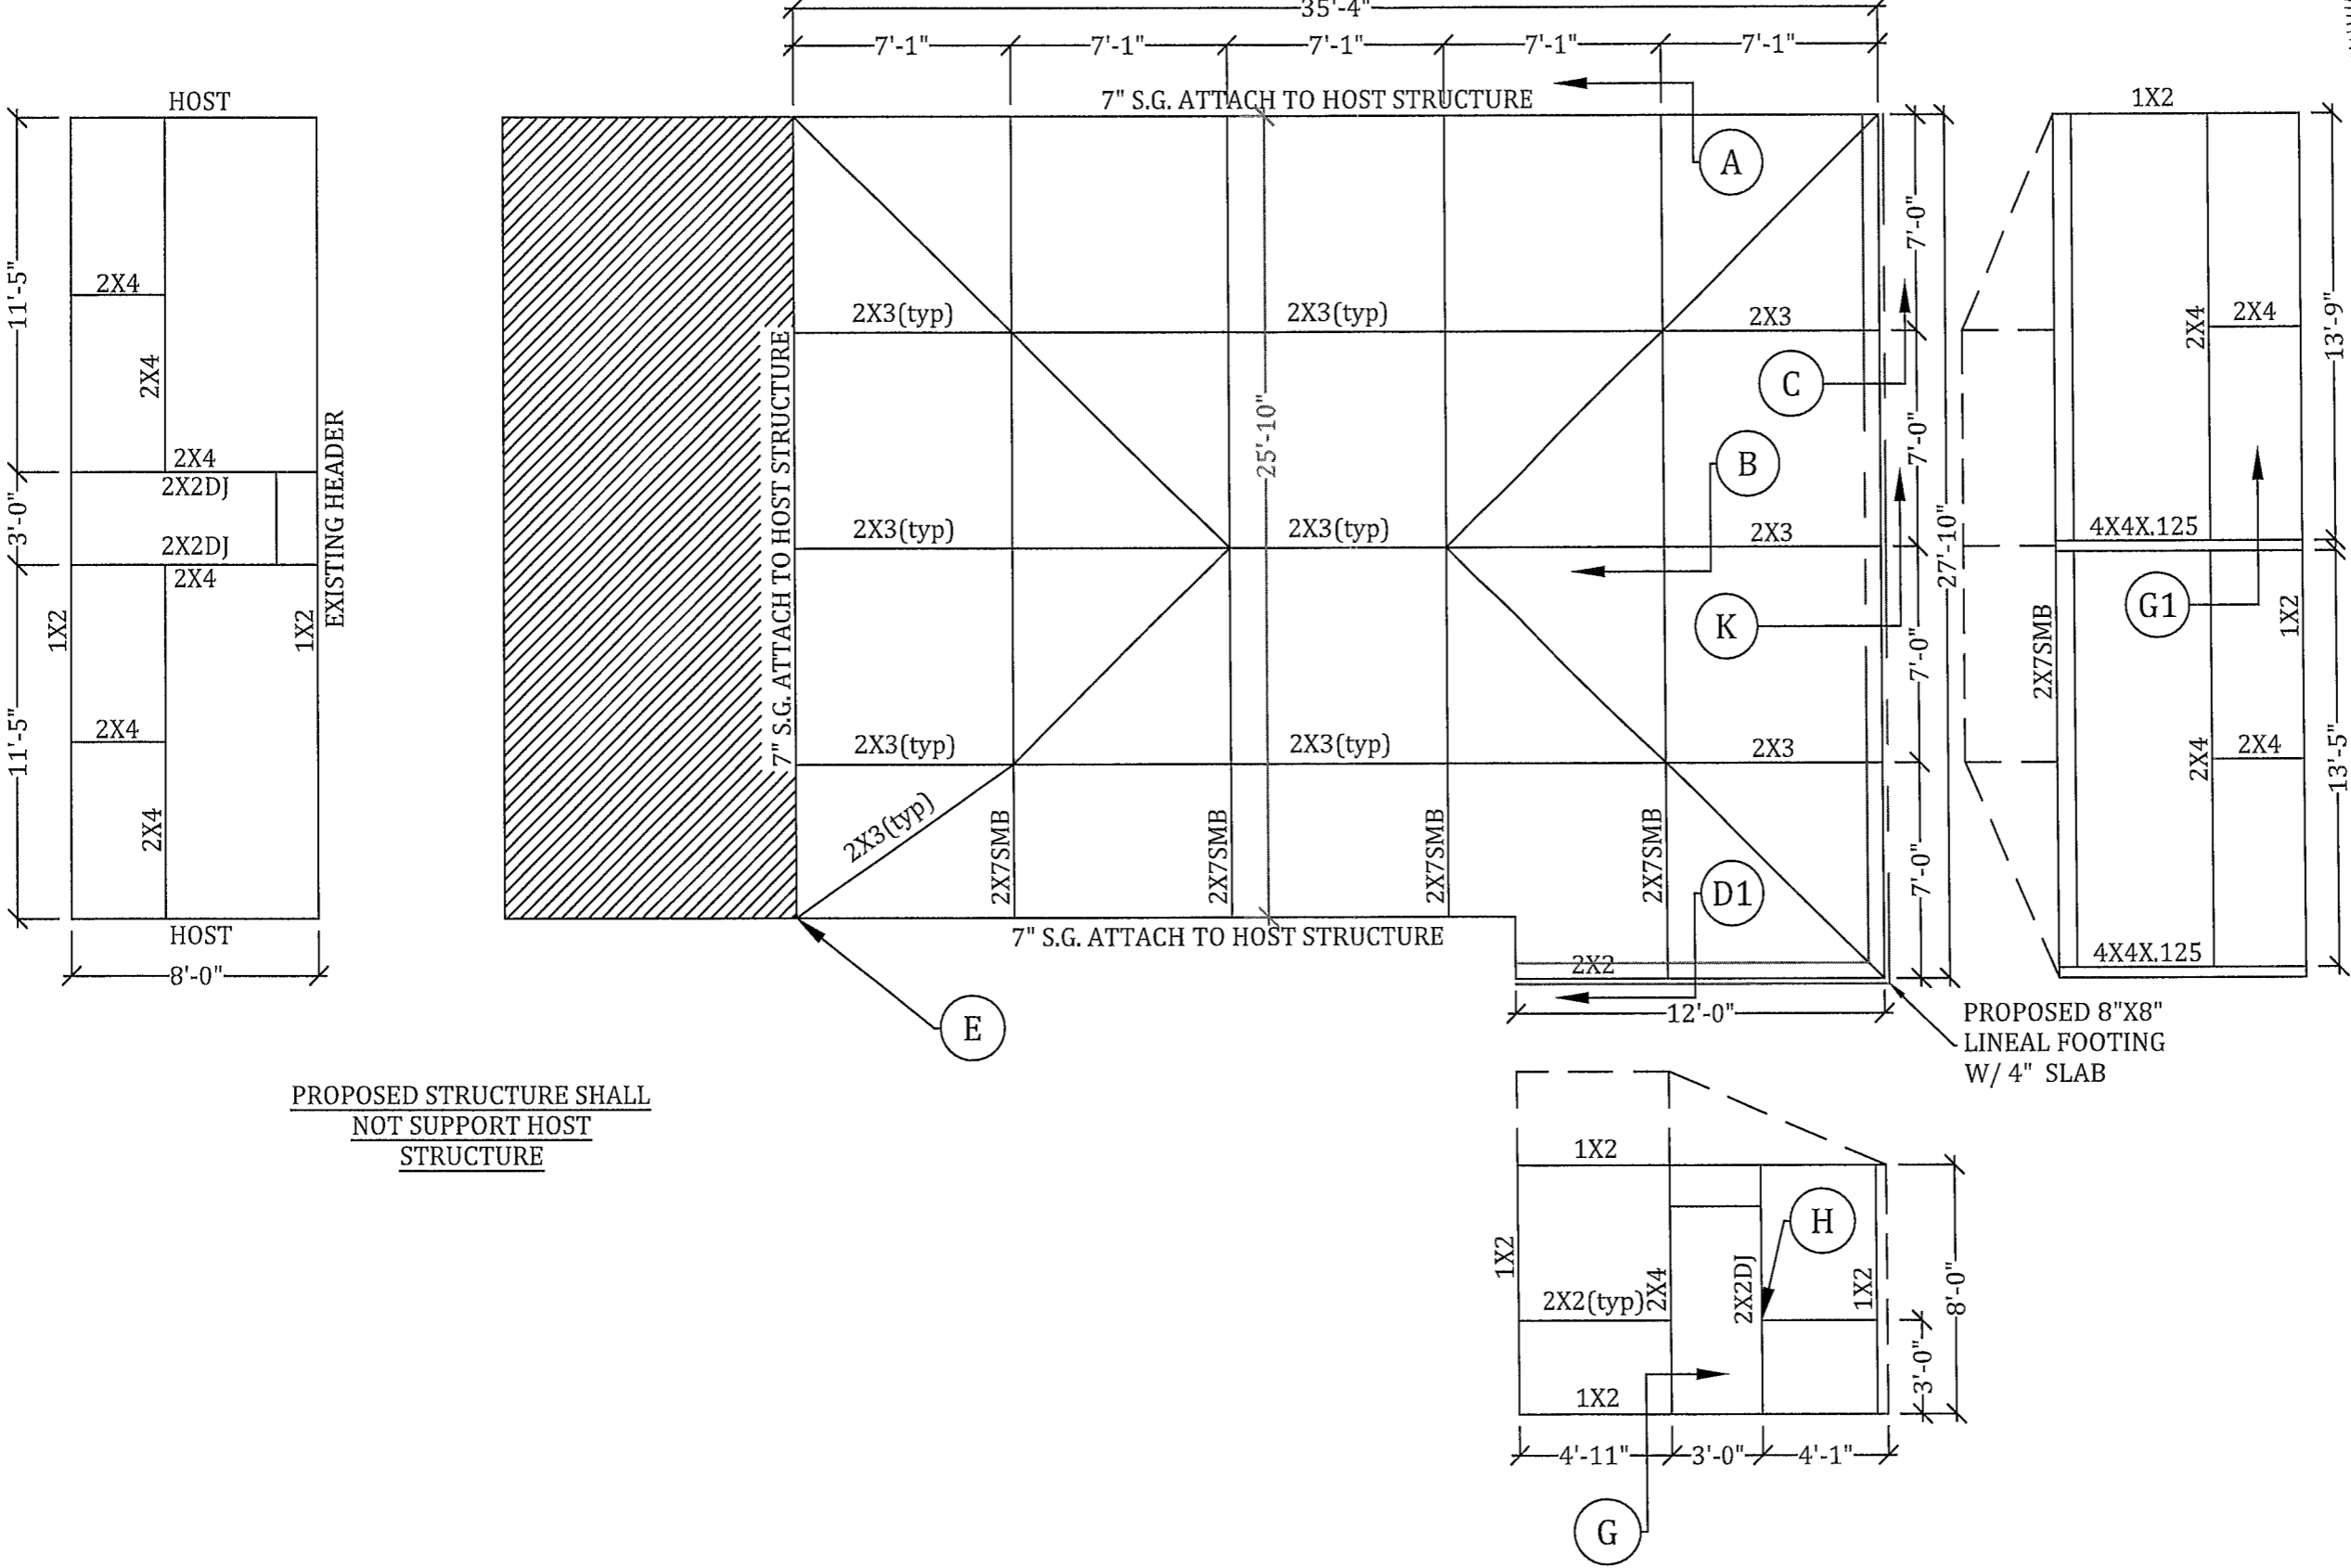 35'-4"
7'-1"
7'-1"
7'-1"
7'-1"
7'-1"
HOST
11'-5"
2X4
2X4
2X4
2X2DJ
3'-0"
2X2DJ
2X4
1X2
1X2
EXISTING HEADER
2X4
11'-5"
2X4
HOST
8'-0"
7" S.G. ATTACH TO HOST STRUCTURE
7" S.G. ATTACH TO HOST STRUCTURE
25'-10"
A
2X3(typ)
2X3(typ)
2X3
C
B
2X3(typ)
2X3(typ)
2X3
K
2X3(typ)
2X3(typ)
2X3
2X3(typ)
2X7SMB
2X7SMB
2X7SMB
2X7SMB
D1
7" S.G. ATTACH TO HOST STRUCTURE
2X2
12'-0"
E
7'-0"
7'-0"
7'-0"
7'-0"
27'-10"
1X2
2X4
2X4
13'-9"
4X4X.125
G1
2X7SMB
1X2
2X4
2X4
13'-5"
4X4X.125
PROPOSED 8"X8"
LINEAL FOOTING
W/ 4" SLAB
PROPOSED STRUCTURE SHALL
NOT SUPPORT HOST
STRUCTURE
1X2
H
1X2
2X4
2X2DJ
1X2
2X2(typ)
8'-0"
3'-0"
1X2
4'-11"
3'-0"
4'-1"
G